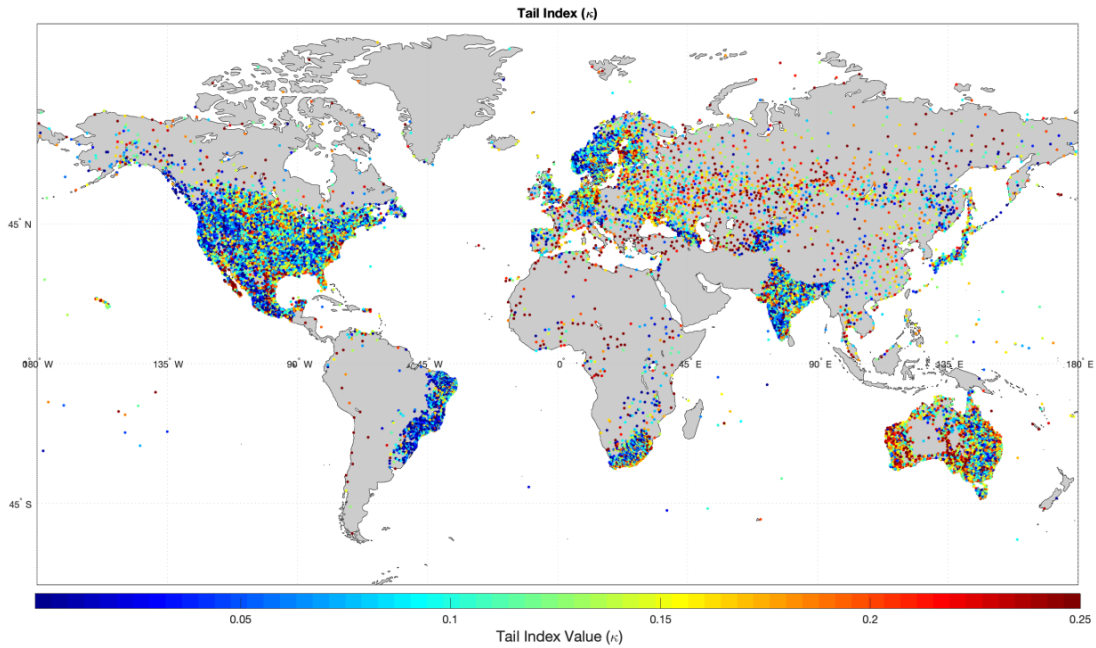 Tail Index (κ)
45° N
180° W 135° W 90° W 45° W 0 45° E 90° E 135° E 180° E
45° S
0.05 0.1 0.15 0.2 0.25
Tail Index Value (κ)